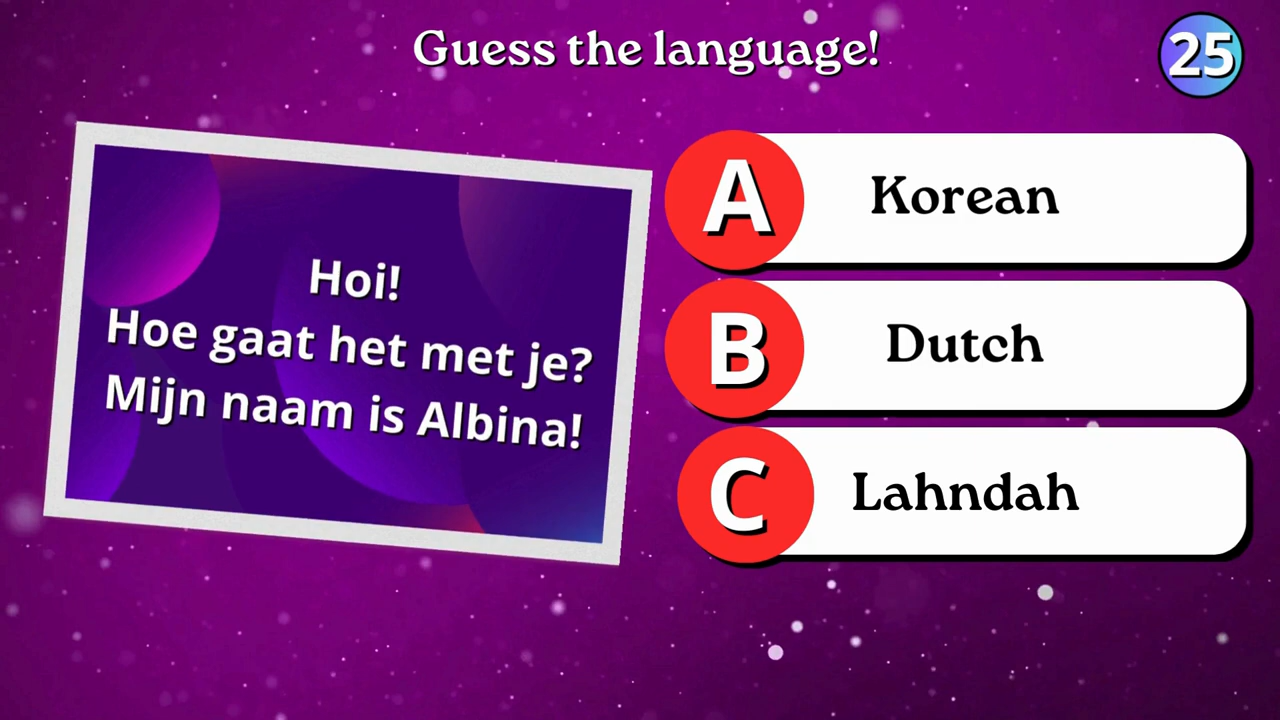 Guess the language!
25
Hoi!
Hoe gaat het met je?
Mijn naam is Albina!
A Korean
B Dutch
C Lahndah